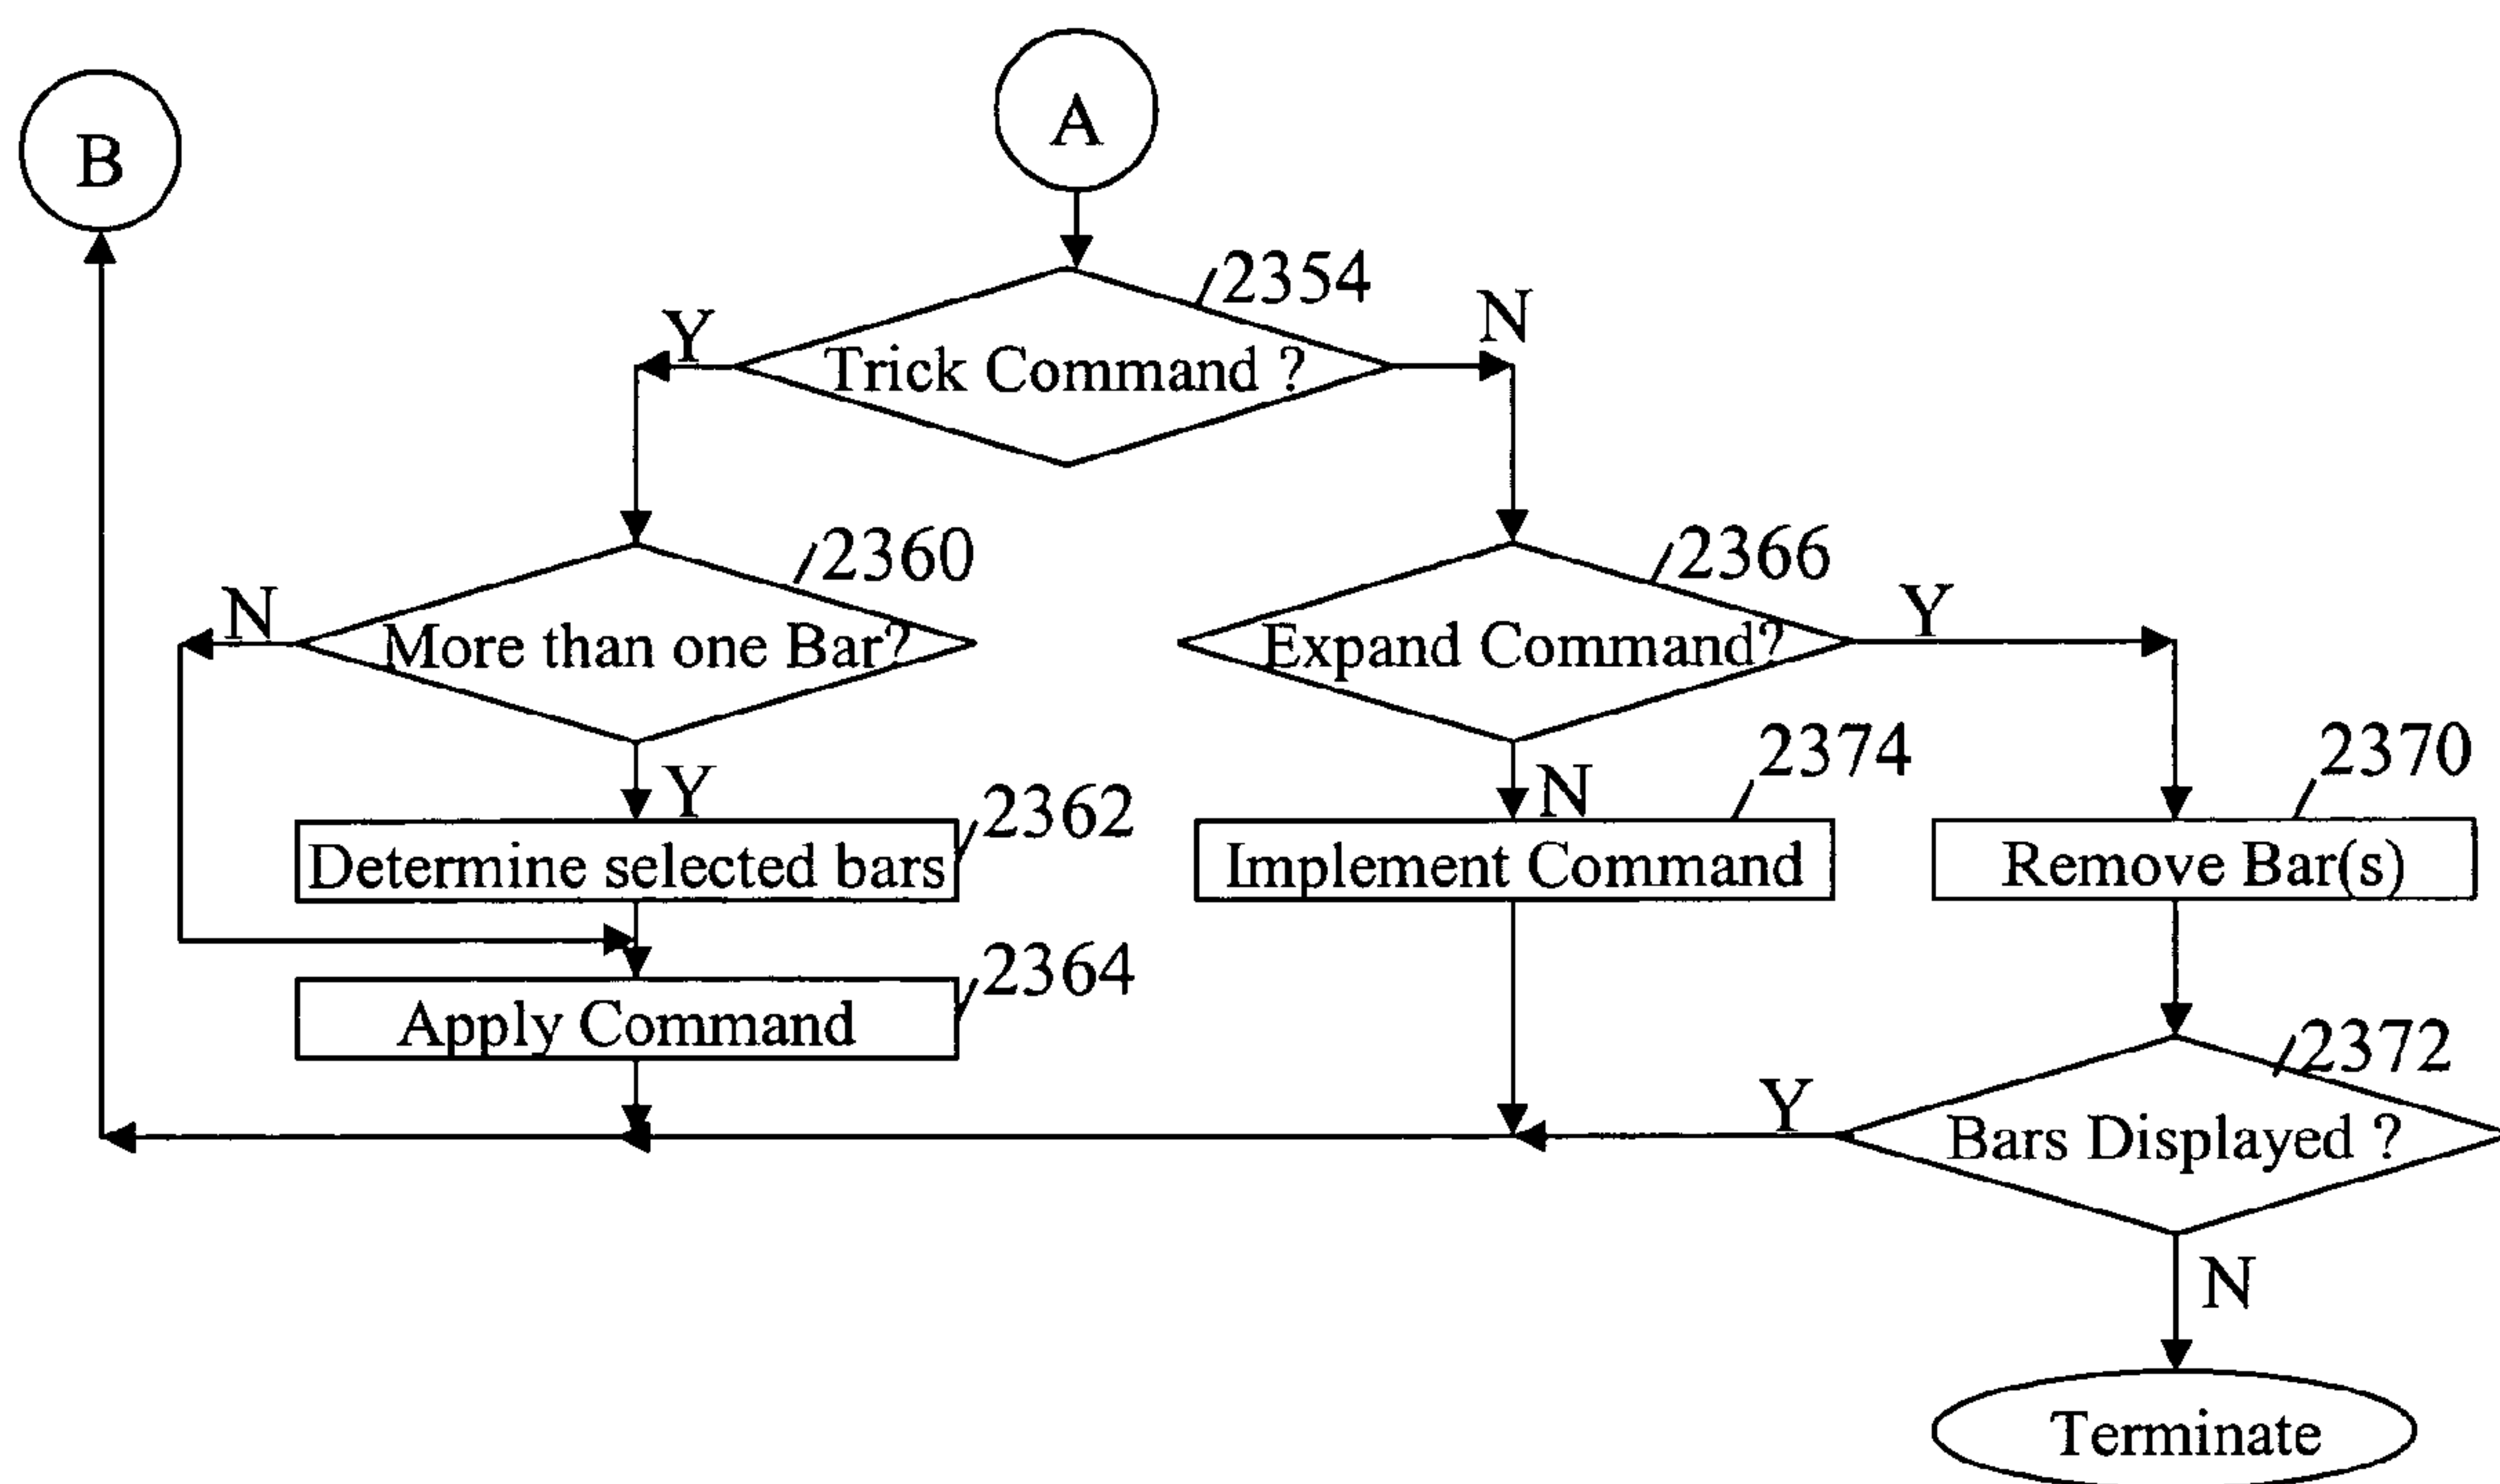 A
B
2354
Y
N
Trick Command ?
2360
2366
N
Y
More than one Bar?
Expand Command?
2374
2370
Y
N
2362
Determine selected bars
Implement Command
Remove Bar(s)
2364
Apply Command
2372
Y
Bars Displayed ?
N
Terminate